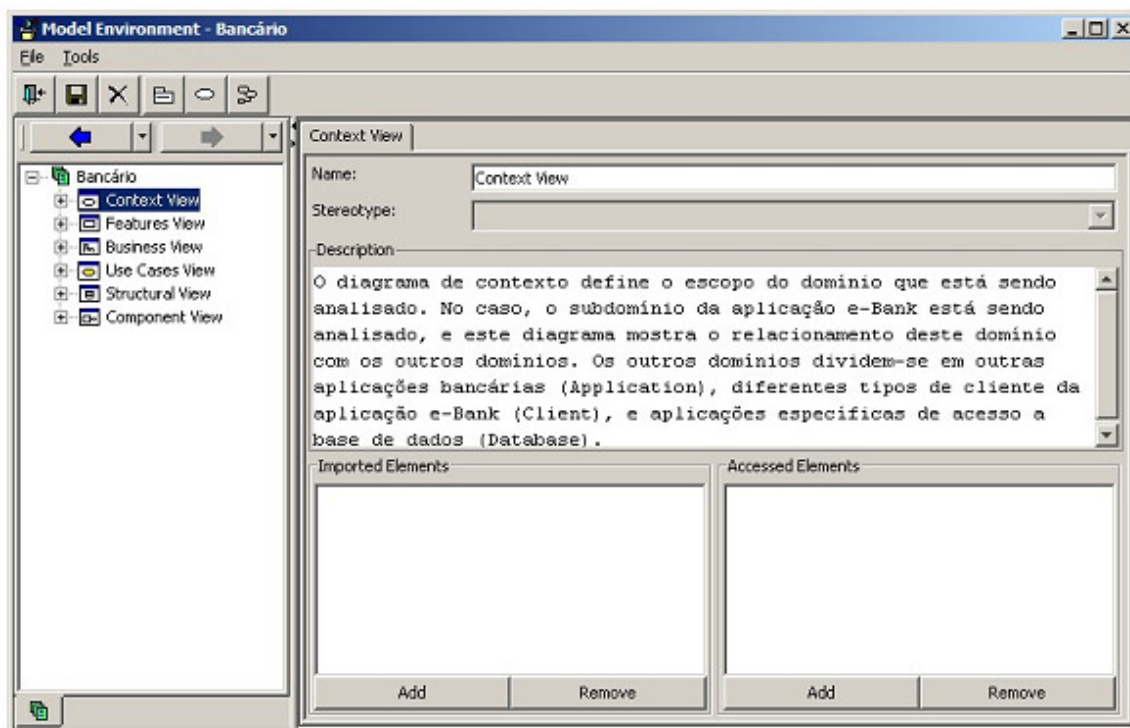 Model Environment - Bancário
File Tools
Bancário
Context View
Features View
Business View
Use Cases View
Structural View
Component View
Context View
Name:
Context View
Stereotype:
Description
O diagrama de contexto define o escopo do domínio que está sendo
analisado. No caso, o subdomínio da aplicação e-Bank está sendo
analisado, e este diagrama mostra o relacionamento deste domínio
com os outros domínios. Os outros domínios dividem-se em outras
aplicações bancárias (Application), diferentes tipos de cliente da
aplicação e-Bank (Client), e aplicações específicas de acesso a
base de dados (Database).
Imported Elements
Accessed Elements
Add Remove
Add Remove